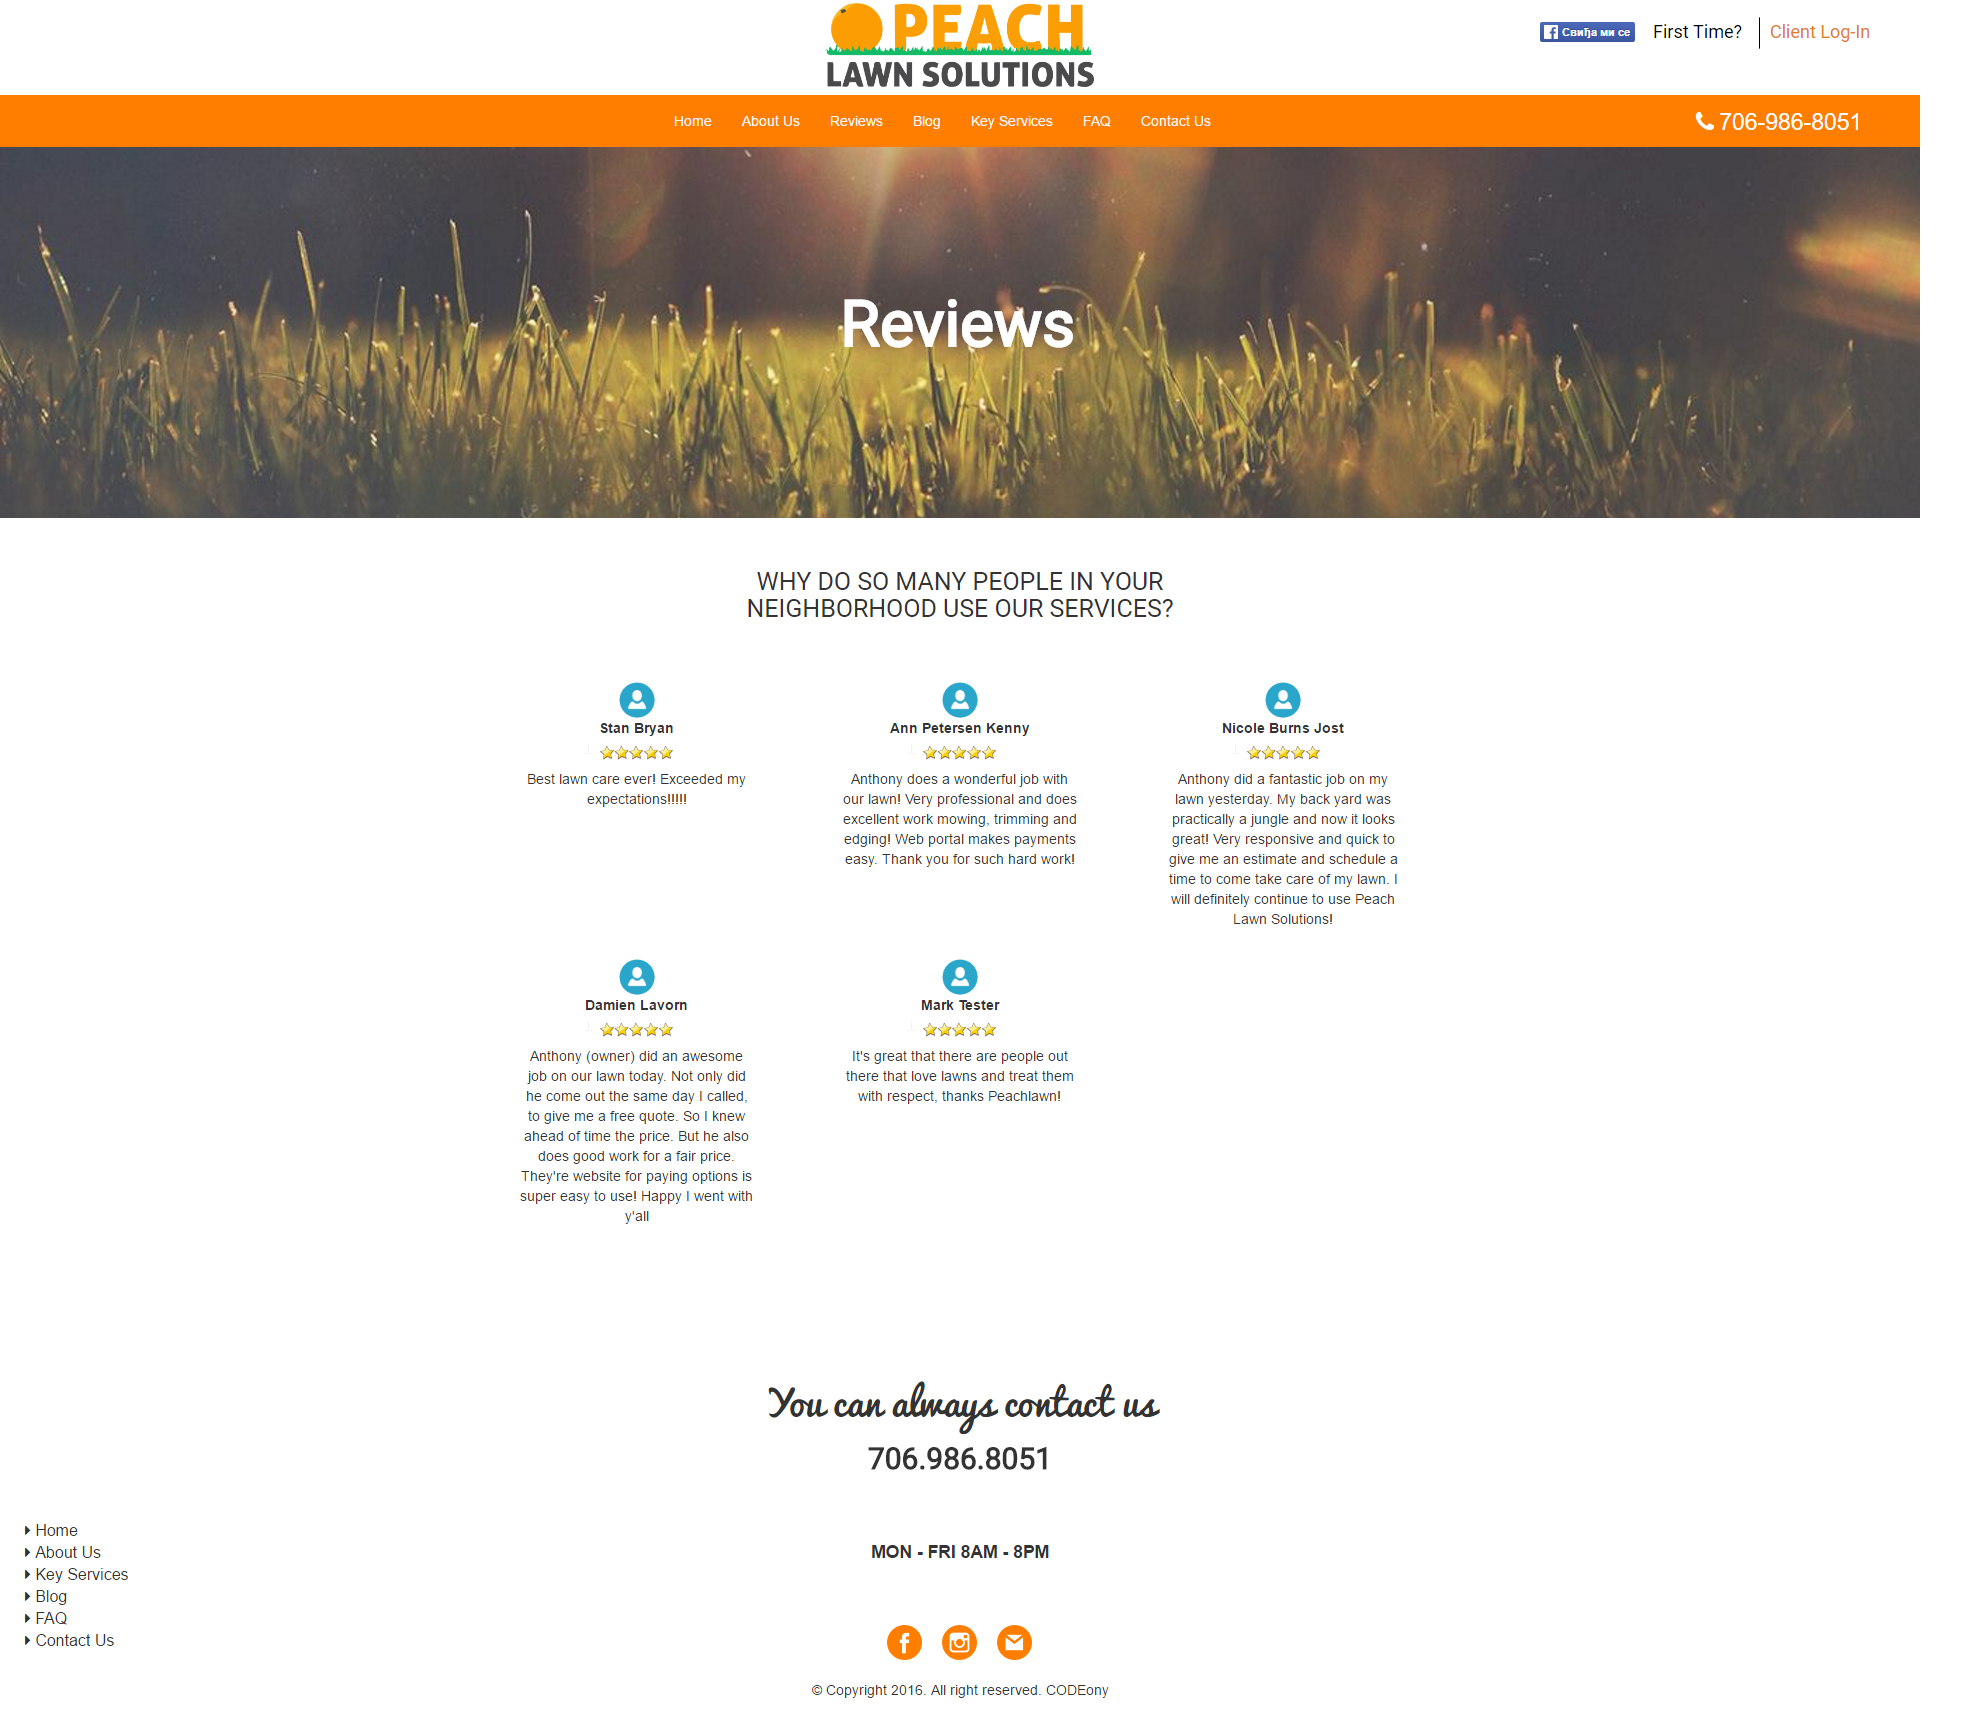 PEACH
LAWN SOLUTIONS
Свиђа ми се
First Time?
Client Log-In
Home
About Us
Reviews
Blog
Key Services
FAQ
Contact Us
706-986-8051
Reviews
WHY DO SO MANY PEOPLE IN YOUR
NEIGHBORHOOD USE OUR SERVICES?
Stan Bryan
Best lawn care ever! Exceeded my
expectations!!!!!
Ann Petersen Kenny
Anthony does a wonderful job with
our lawn! Very professional and does
excellent work mowing, trimming and
edging! Web portal makes payments
easy. Thank you for such hard work!
Nicole Burns Jost
Anthony did a fantastic job on my
lawn yesterday. My back yard was
practically a jungle and now it looks
great! Very responsive and quick to
give me an estimate and schedule a
time to come take care of my lawn. I
will definitely continue to use Peach
Lawn Solutions!
Damien Lavorn
Anthony (owner) did an awesome
job on our lawn today. Not only did
he come out the same day I called,
to give me a free quote. So I knew
ahead of time the price. But he also
does good work for a fair price.
They're website for paying options is
super easy to use! Happy I went with
y'all
Mark Tester
It's great that there are people out
there that love lawns and treat them
with respect, thanks Peachlawn!
You can always contact us
706.986.8051
Home
About Us
Key Services
Blog
FAQ
Contact Us
MON - FRI 8AM - 8PM
© Copyright 2016. All right reserved. CODEony